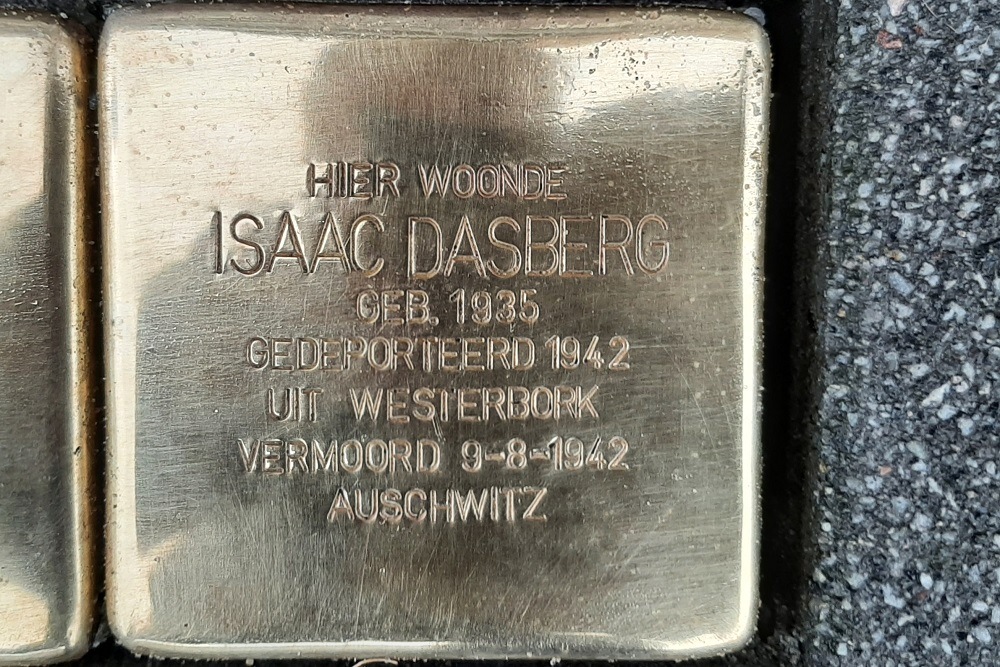 HIER WOONDE
ISAAC DASBERG
GEB. 1935
GEDEPORTEERD 1942
UIT WESTERBORK
VERMOORD 9-8-1942
AUSCHWITZ